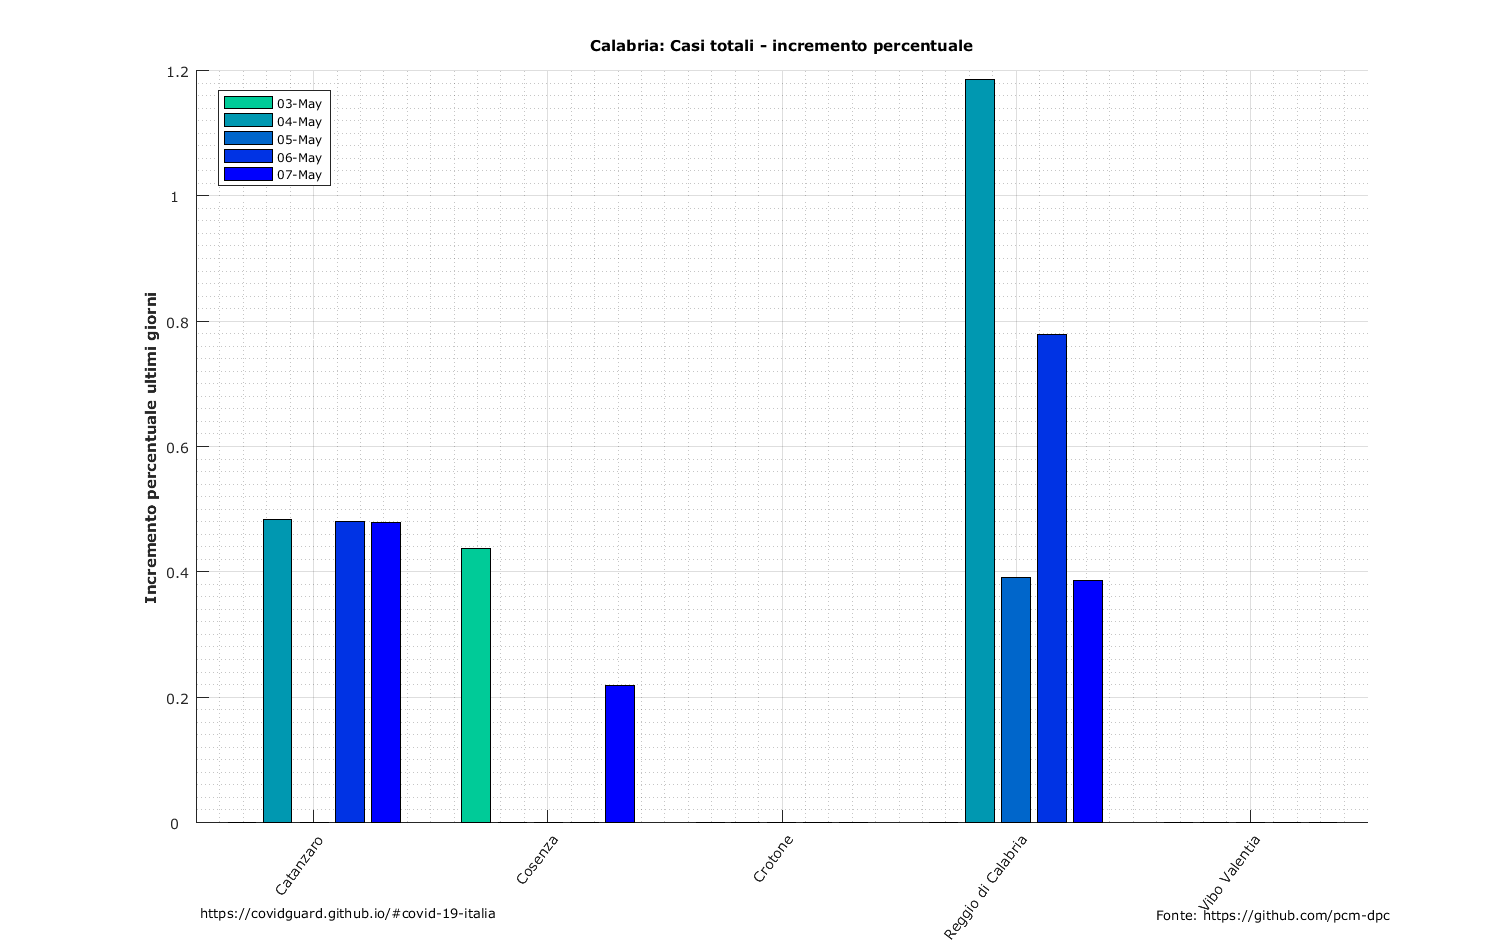 Calabria: Casi totali - incremento percentuale
1.2
1
0.8
0.6
0.4
0.2
0
Incremento percentuale ultimi giorni
03-May
04-May
05-May
06-May
07-May
Catanzaro
Cosenza
Crotone
Reggio di Calabria
Vibo Valentia
https://covidguard.github.io/#covid-19-italia
Fonte: https://github.com/pcm-dpc